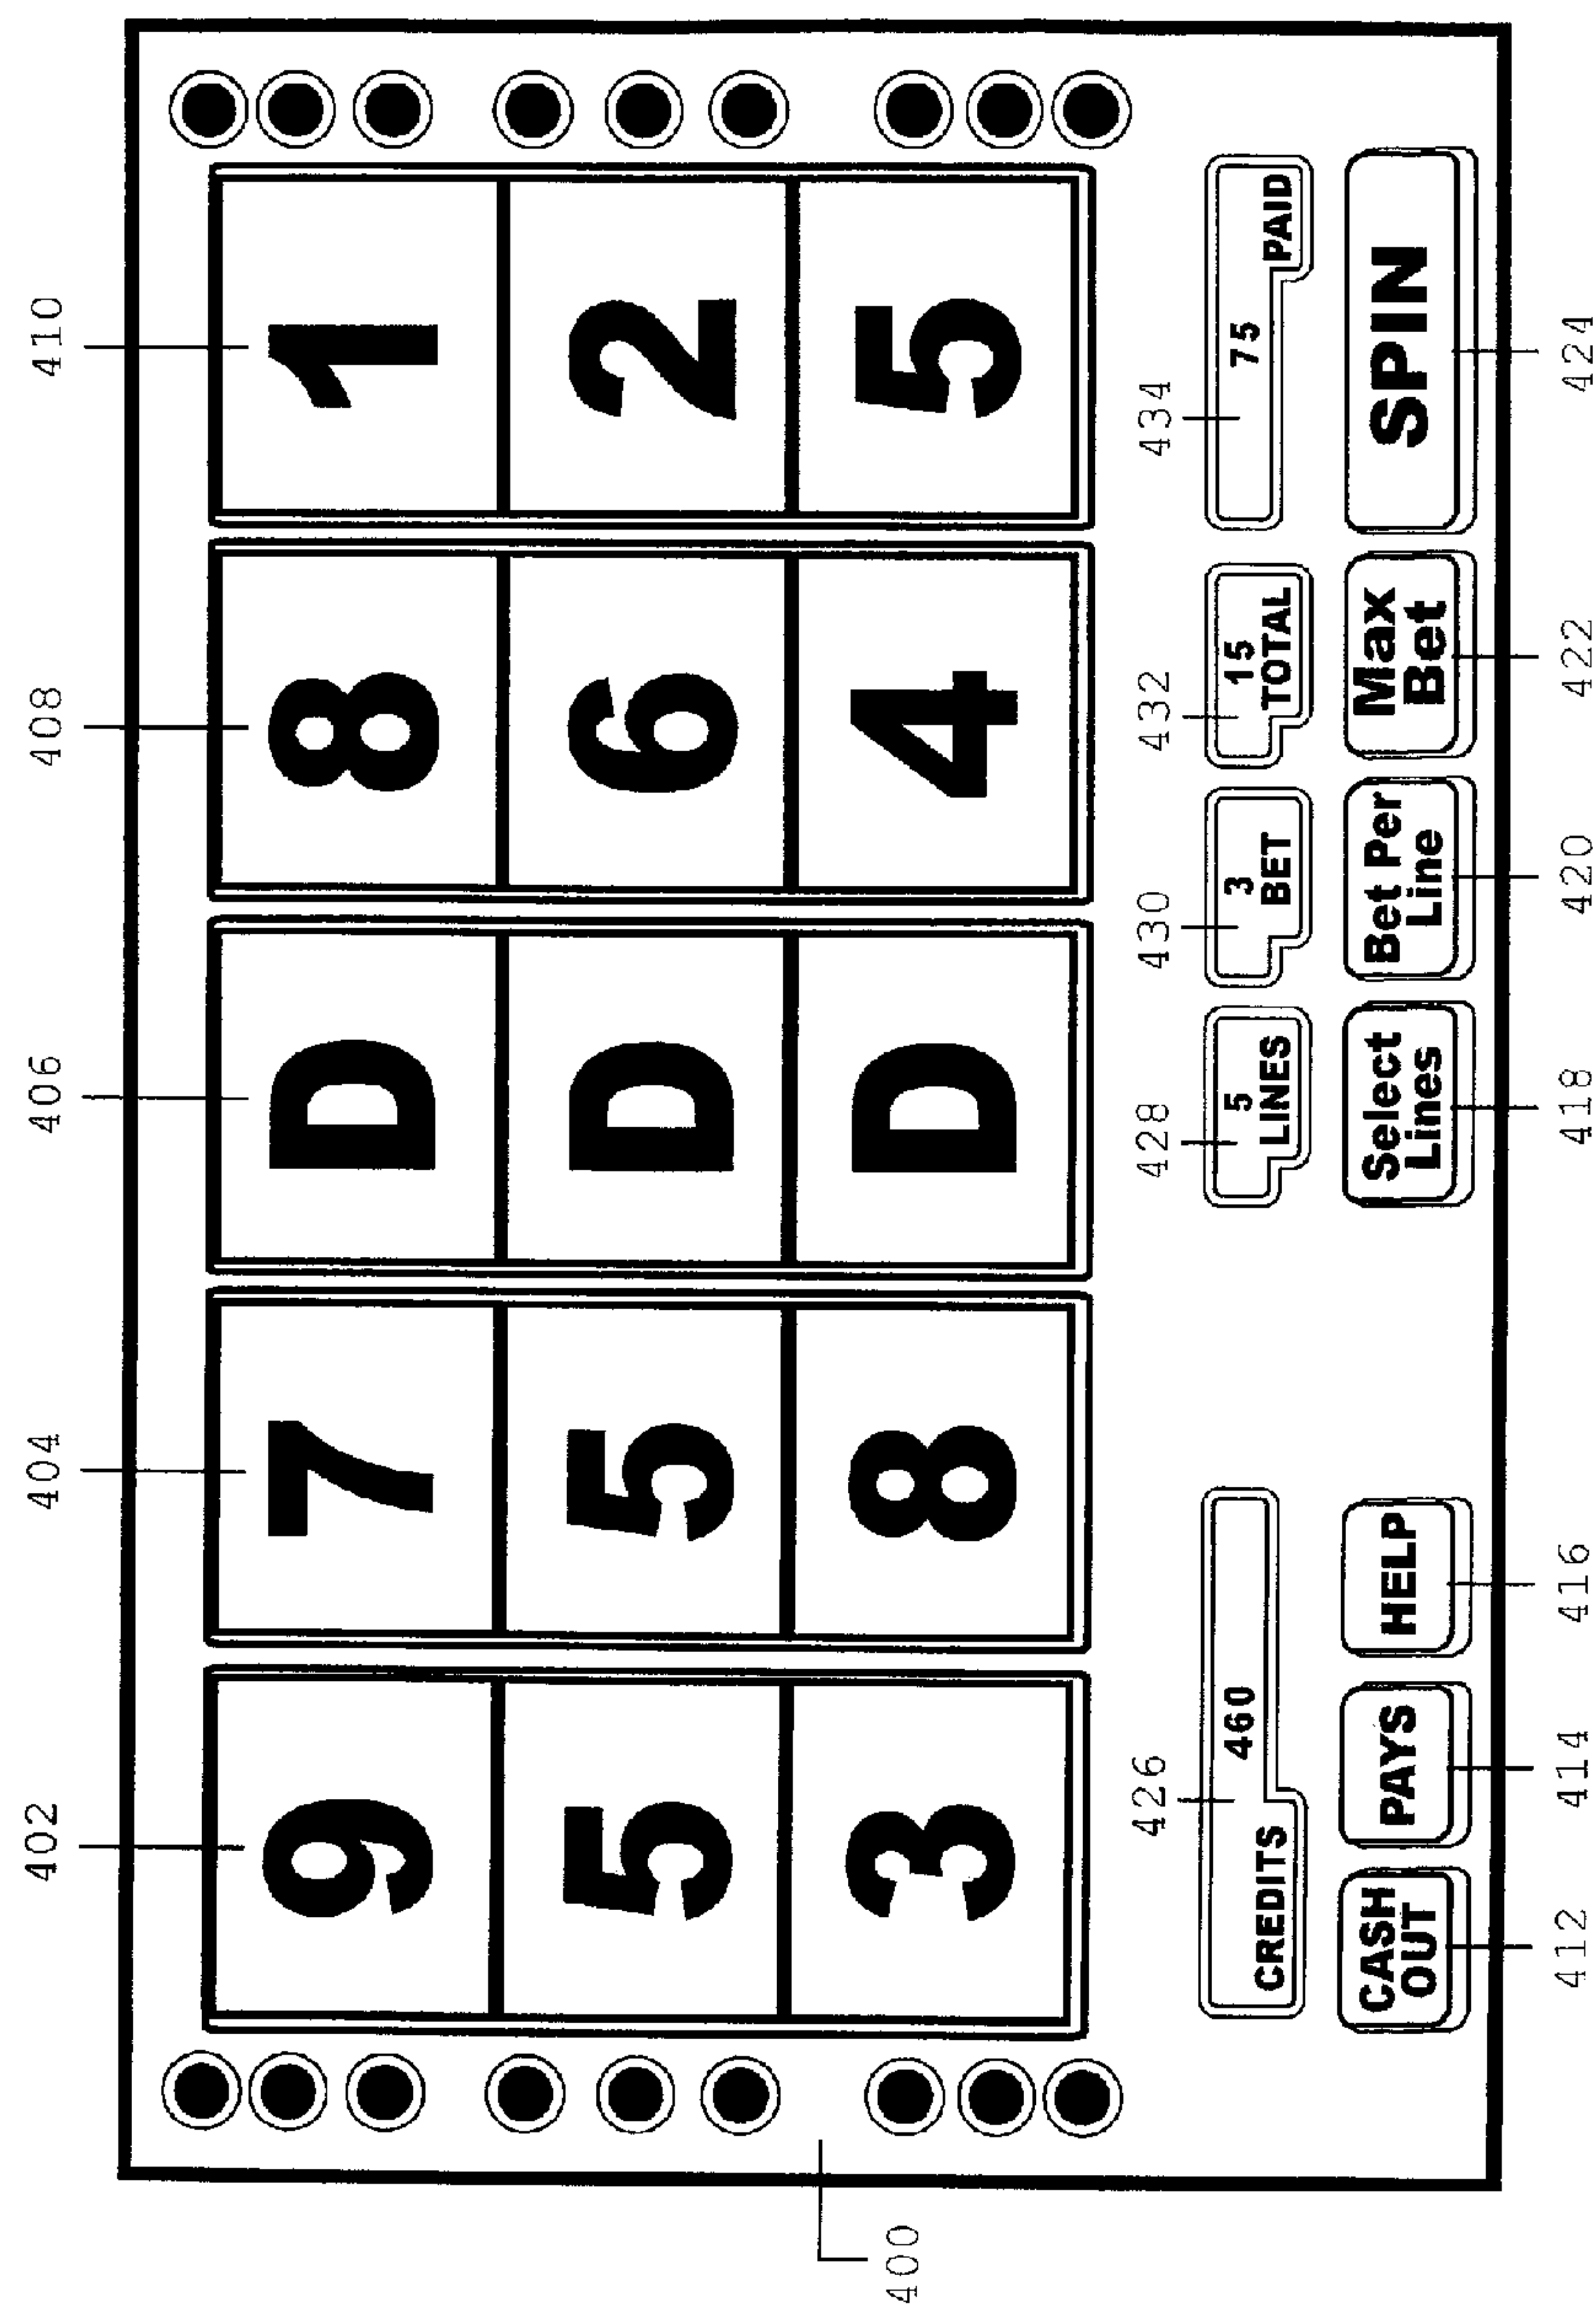 402 404 406 408 410
9 7 D 8 1
5 5 D 6 2
3 8 D 4 5
400
426 428 430 432 434
460 5 3 15 75
CREDITS LINES BET TOTAL PAID
CASH OUT
PAYS
HELP
Select Lines
Bet Per Line
Max Bet
SPIN
412 414 416 418 420 422 424